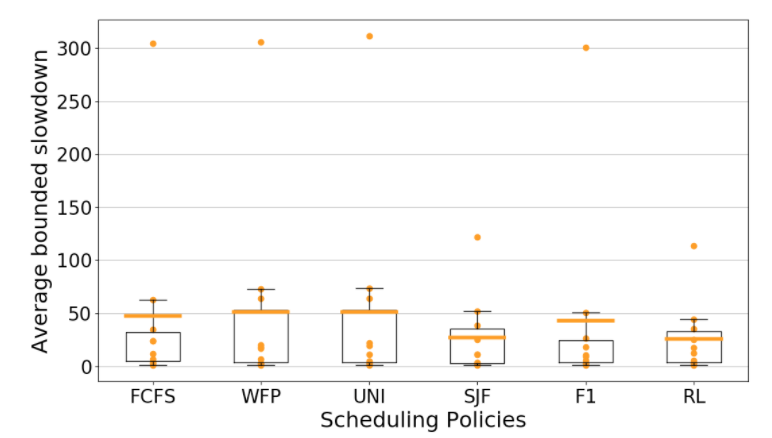 Average bounded slowdown
300
250
200
150
100
50
0
FCFS WFP UNI SJF F1 RL
Scheduling Policies